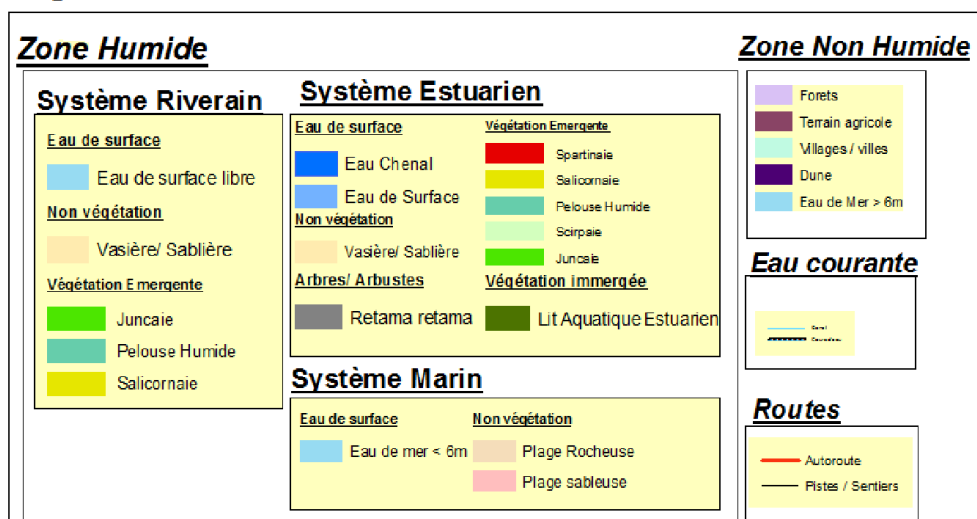 Zone Humide
Système Riverain
Eau de surface
Eau de surface libre
Non végétation
Vasière/ Sablière
Végétation Emergente
Juncaie
Pelouse Humide
Salicornaie
Système Estuarien
Eau de surface
Eau Chenal
Eau de Surface
Non végétation
Vasière/ Sablière
Arbres/ Arbustes
Retama retama
Végétation Emergente
Spartinaie
Salicornaie
Pelouse Humide
Scirpaie
Juncaie
Végétation immergée
Lit Aquatique Estuarien
Système Marin
Eau de surface
Eau de mer < 6m
Non végétation
Plage Rocheuse
Plage sableuse
Zone Non Humide
Forets
Terrain agricole
Villages / villes
Dune
Eau de Mer > 6m
Eau courante
Routes
Autoroute
Pistes / Sentiers